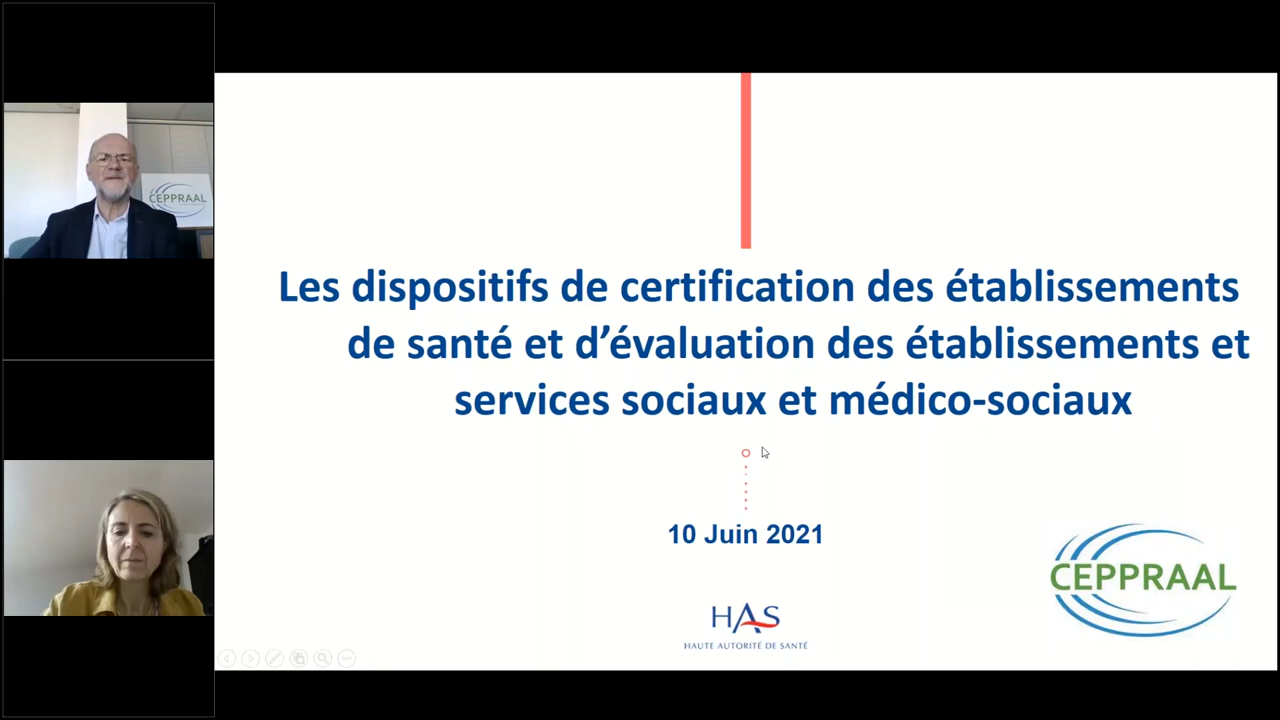 CEPPRAAL
Les dispositifs de certification des établissements
de santé et d’évaluation des établissements et
services sociaux et médico-sociaux
10 Juin 2021
HAS
HAUTE AUTORITÉ DE SANTÉ
CEPPRAAL